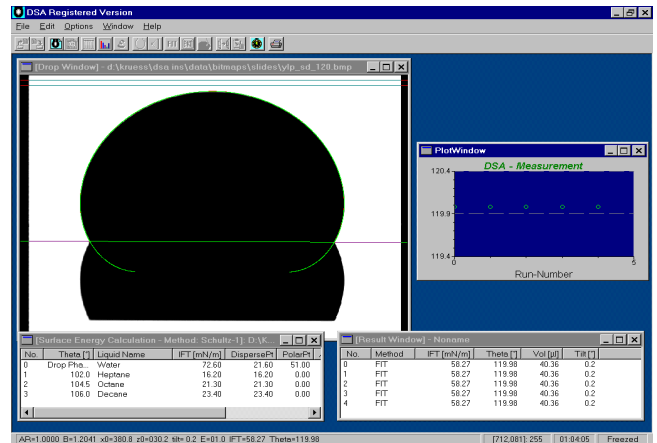 DSA Registered Version
File Edit Options Window Help
[Drop Window] - d:\kruess\dsa ins\data\bitmaps\slides\ylp_sd_120.bmp
PlotWindow
DSA - Measurement
120.4
119.9
119.4
0 5
Run-Number
[Surface Energy Calculation - Method: Schultz-1]: D:\K...
No. Theta [°] Liquid Name IFT [mN/m] DispersePt PolarPt
0 Drop Pha... Water 72.60 21.60 51.00
1 102.0 Heptane 16.20 16.20 0.00
2 104.5 Octane 21.30 21.30 0.00
3 106.0 Decane 23.40 23.40 0.00
[Result Window] - Noname
No. Method IFT [mN/m] Theta [°] Vol [µl] Tilt [°]
0 FIT 58.27 119.98 40.36 0.2
1 FIT 58.27 119.98 40.36 0.2
2 FIT 58.27 119.98 40.36 0.2
3 FIT 58.27 119.98 40.36 0.2
4 FIT 58.27 119.98 40.36 0.2
AR=1.0000 B=1.2041 x0=380.8 z0=030.2 tilt= 0.2 E=01.0 IFT=58.27 Theta=119.98 [712,081]: 255 01:04:05 Freezed